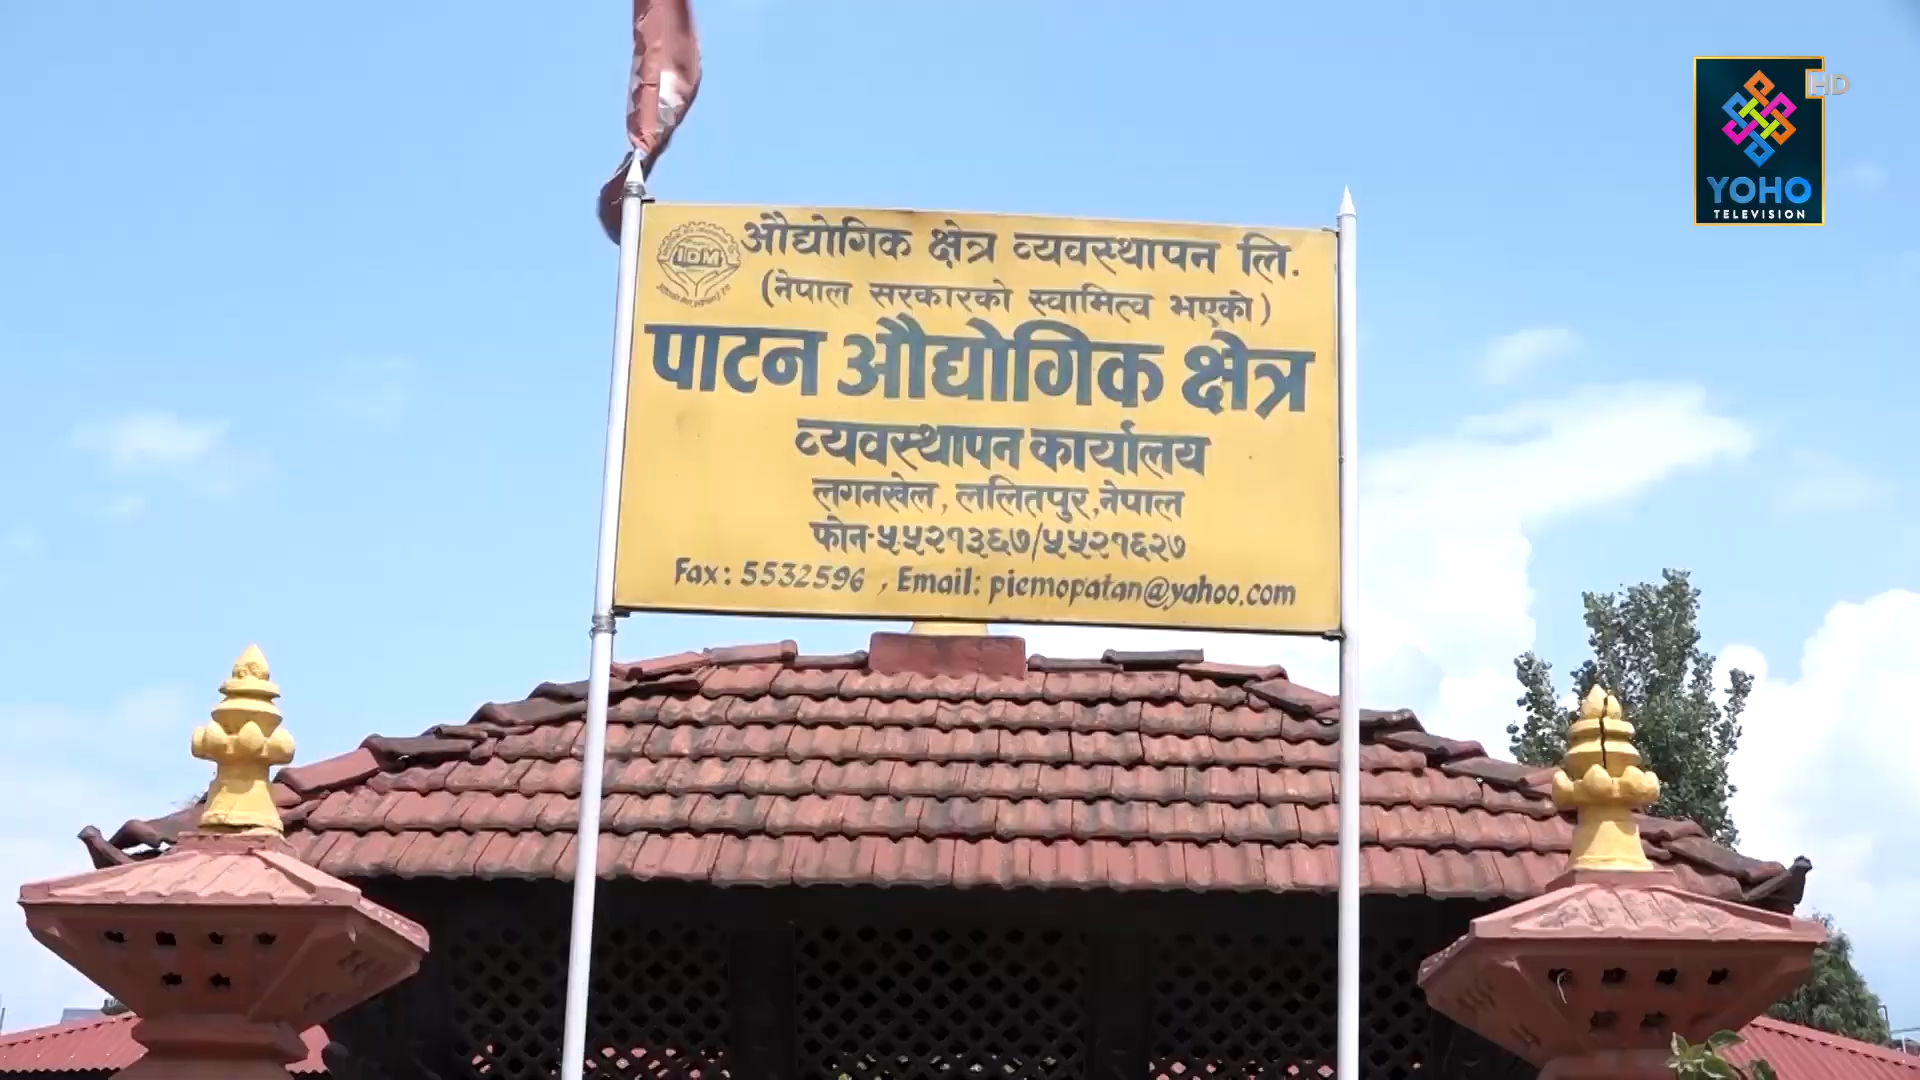 औद्योगिक क्षेत्र व्यवस्थापन लि.
(नेपाल सरकारको स्वामित्व भएको)
पाटन औद्योगिक क्षेत्र
व्यवस्थापन कार्यालय
लगनखेल, ललितपुर, नेपाल
फोन-५५२१३६७/५५२१६२७
Fax: 5532596 , Email: piemopatan@yahoo.com
IDM
HD
YOHO
TELEVISION